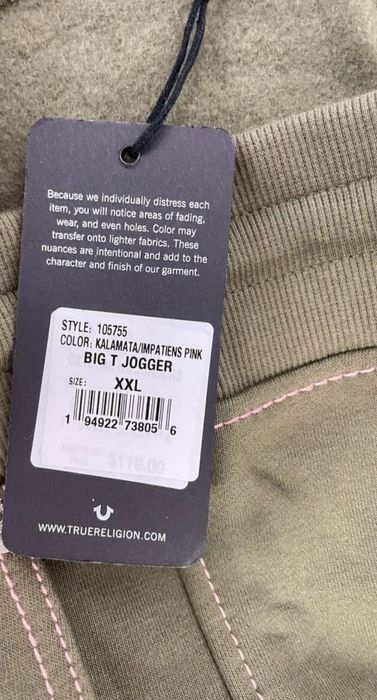 Because we individually distress each
item, you will notice areas of fading,
wear, and even holes. Color may
transfer onto lighter fabrics. These
nuances are intentional and add to the
character and finish of our garment.
STYLE: 105755
COLOR: KALAMATA/IMPATIENS PINK
BIG T JOGGER
SIZE: XXL
1 94922 73805 6
$119.00
WWW.TRUERELIGION.COM